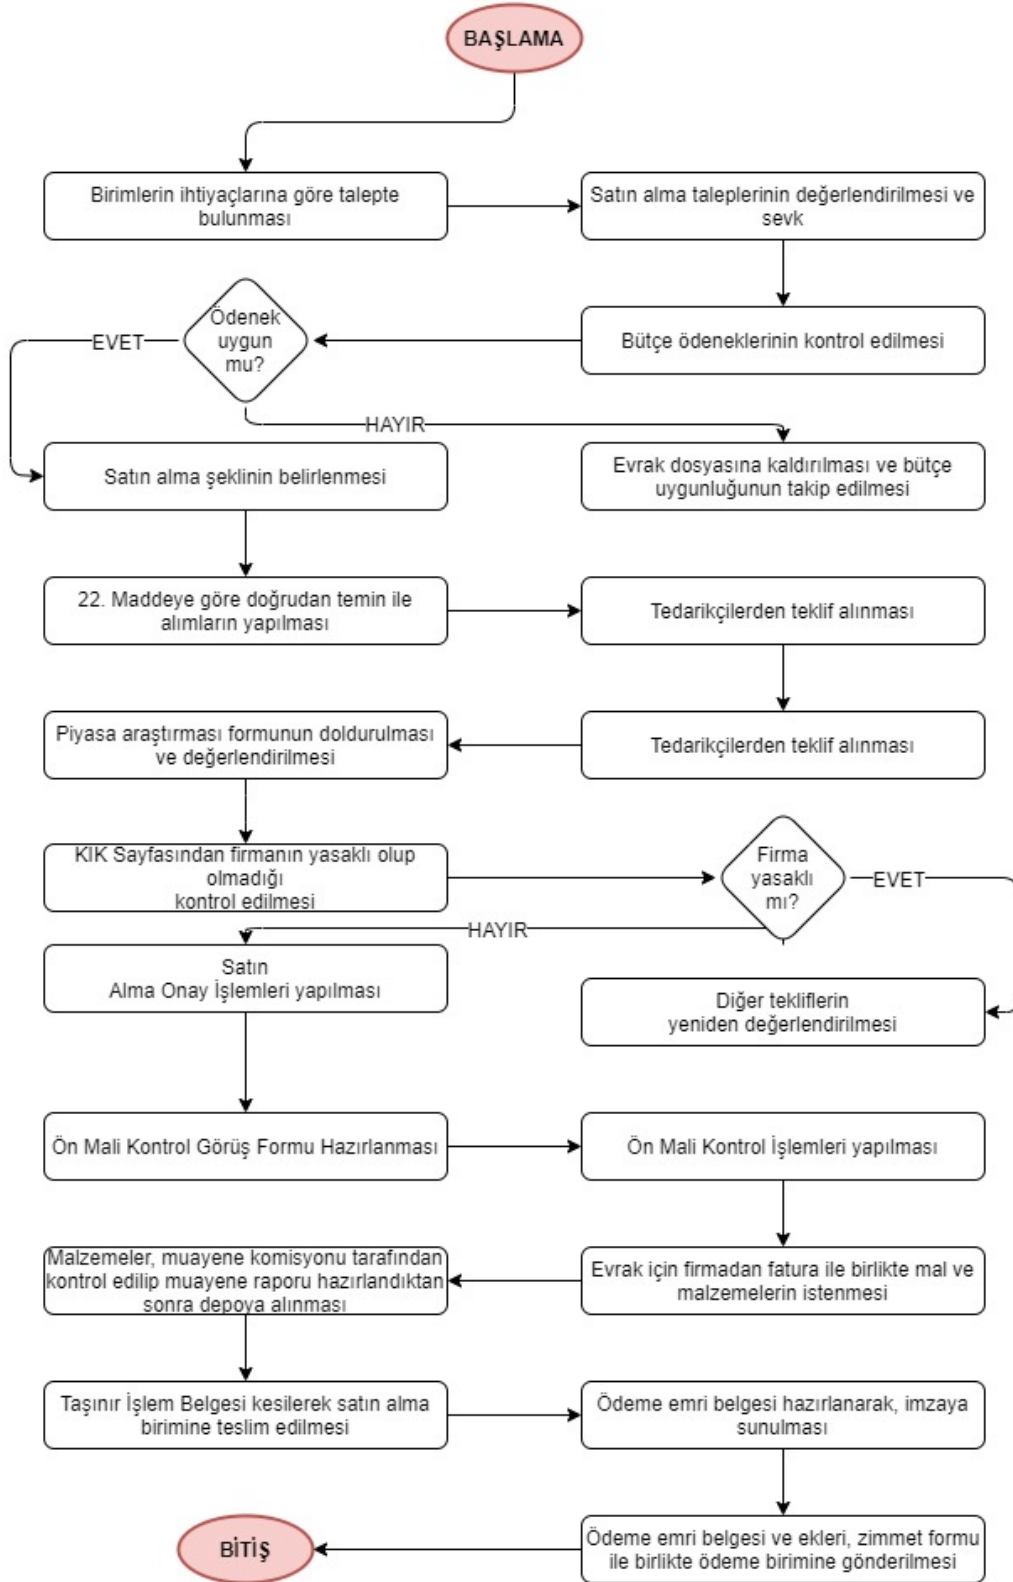 BAŞLAMA
Birimlerin ihtiyaçlarına göre talepte
bulunması
Satın alma taleplerinin değerlendirilmesi ve
sevk
Ödenek
uygun
mu?
EVET
Bütçe ödeneklerinin kontrol edilmesi
HAYIR
Satın alma şeklinin belirlenmesi
Evrak dosyasına kaldırılması ve bütçe
uygunluğunun takip edilmesi
22. Maddeye göre doğrudan temin ile
alımların yapılması
Tedarikçilerden teklif alınması
Piyasa araştırması formunun doldurulması
ve değerlendirilmesi
Tedarikçilerden teklif alınması
KIK Sayfasından firmanın yasaklı olup
olmadığı
kontrol edilmesi
Firma
yasaklı
mı?
EVET
HAYIR
Satın
Alma Onay İşlemleri yapılması
Diğer tekliflerin
yeniden değerlendirilmesi
Ön Mali Kontrol Görüş Formu Hazırlanması
Ön Mali Kontrol İşlemleri yapılması
Malzemeler, muayene komisyonu tarafından
kontrol edilip muayene raporu hazırlandıktan
sonra depoya alınması
Evrak için firmadan fatura ile birlikte mal ve
malzemelerin istenmesi
Taşınır İşlem Belgesi kesilerek satın alma
birimine teslim edilmesi
Ödeme emri belgesi hazırlanarak, imzaya
sunulması
BİTİŞ
Ödeme emri belgesi ve ekleri, zimmet formu
ile birlikte ödeme birimine gönderilmesi